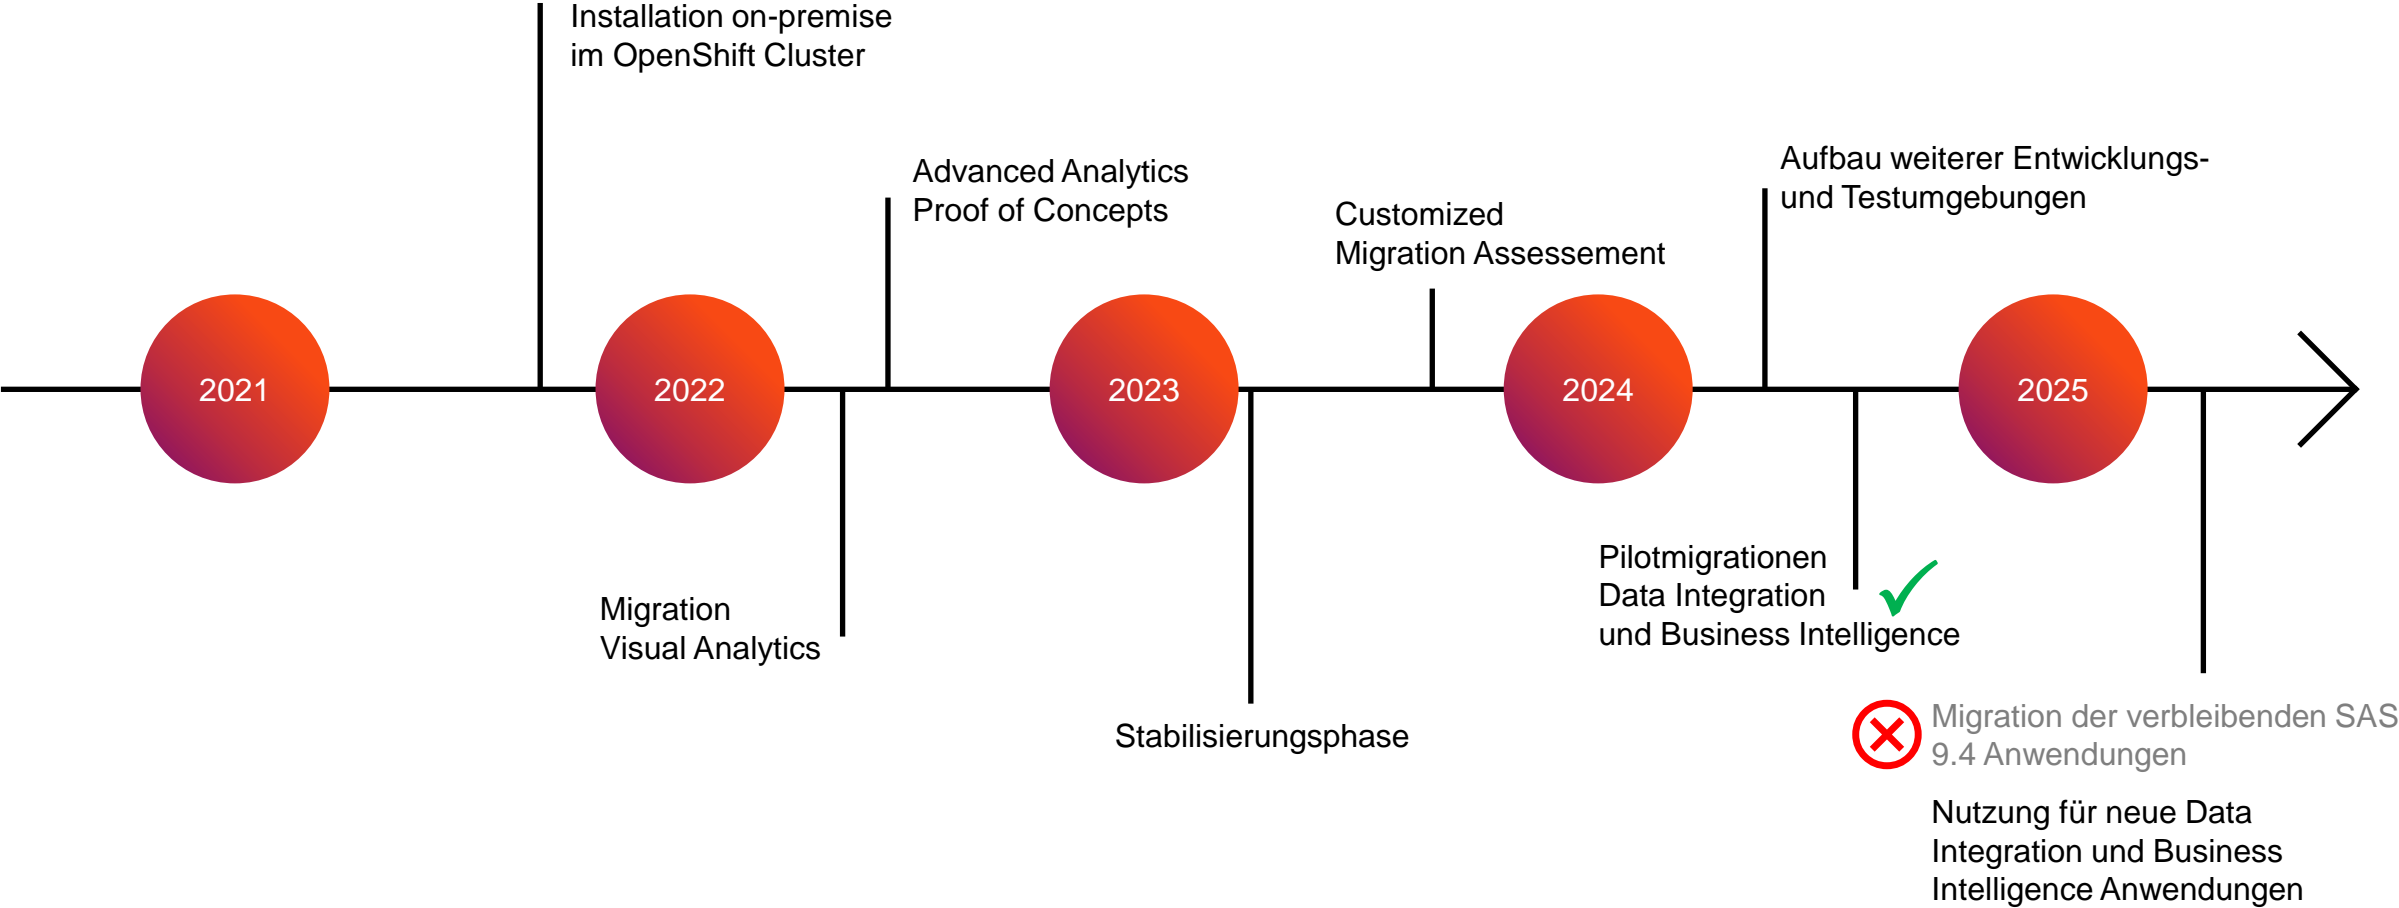 Installation on-premise
im OpenShift Cluster
Advanced Analytics
Proof of Concepts
Customized
Migration Assessement
Aufbau weiterer Entwicklungs-
und Testumgebungen
2021
2022
2023
2024
2025
Migration
Visual Analytics
Stabilisierungsphase
Pilotmigrationen
Data Integration
und Business Intelligence
Migration der verbleibenden SAS
9.4 Anwendungen
Nutzung für neue Data
Integration und Business
Intelligence Anwendungen